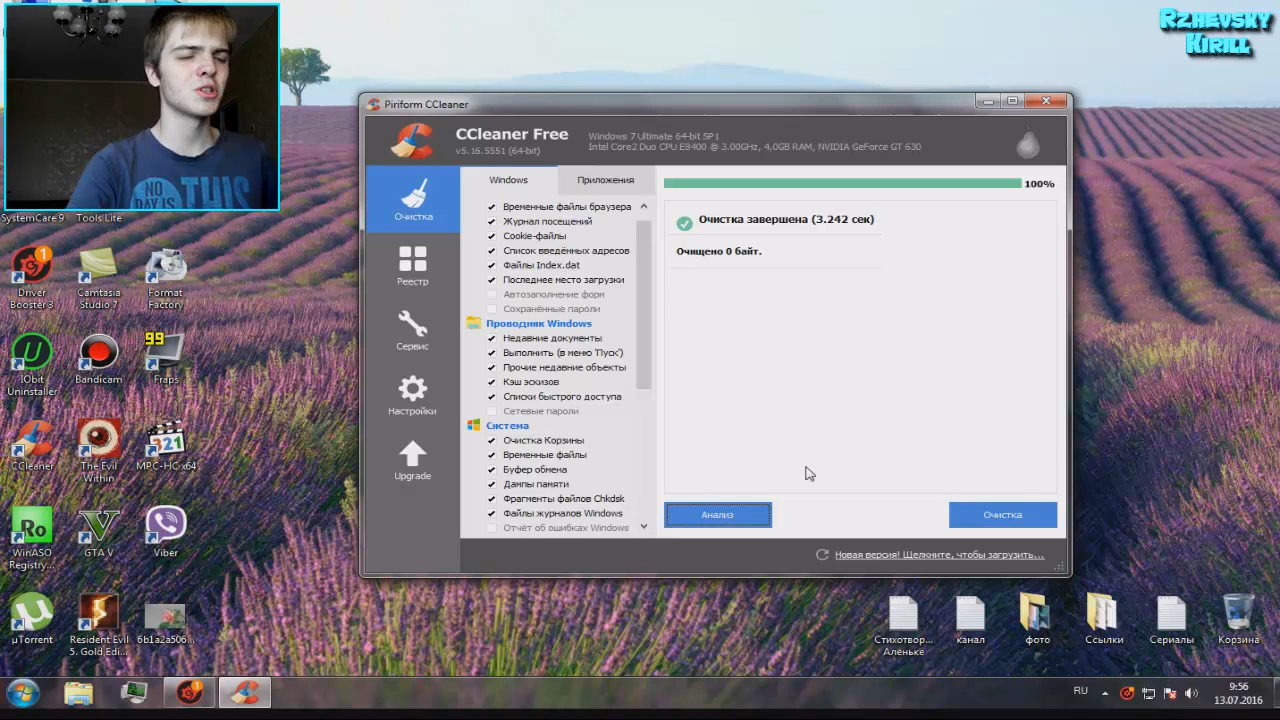 Rzhevsky
Kirill
NO
DAY IS
THIS
SystemCare 9
Tools Lite
Driver
Booster 3
Camtasia
Studio 7
Format
Factory
IObit
Uninstaller
Bandicam
99
Fraps
CCleaner
The Evil
Within
321
MPC-HC x64
Ro
WinASO
Registry...
GTA V
Viber
µTorrent
Resident Evil
5. Gold Edi...
6b1a2a506...
Piriform CCleaner
CCleaner Free
v5.16.5551 (64-bit)
Windows 7 Ultimate 64-bit SP1
Intel Core2 Duo CPU E8400 @ 3.00GHz, 4,0GB RAM, NVIDIA GeForce GT 630
Очистка
Реестр
Сервис
Настройки
Upgrade
Windows
Приложения
Временные файлы браузера
Журнал посещений
Cookie-файлы
Список введённых адресов
Файлы Index.dat
Последнее место загрузки
Автозаполнение форм
Сохранённые пароли
Проводник Windows
Недавние документы
Выполнить (в меню 'Пуск')
Прочие недавние объекты
Кэш эскизов
Списки быстрого доступа
Сетевые пароли
Система
Очистка Корзины
Временные файлы
Буфер обмена
Дампы памяти
Фрагменты файлов Chkdsk
Файлы журналов Windows
Отчёт об ошибках Windows
100%
Очистка завершена (3.242 сек)
Очищено 0 байт.
Анализ
Очистка
Новая версия! Щелкните, чтобы загрузить...
Стихотвор...
Аленьке
канал
фото
Ссылки
Сериалы
Корзина
RU
9:56
13.07.2016